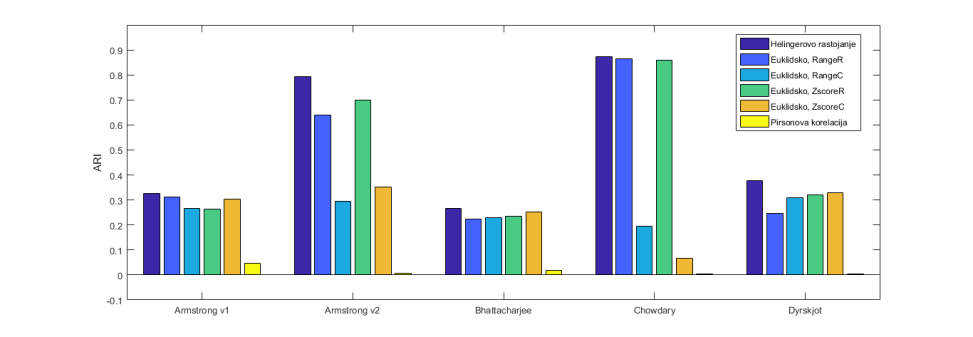 0.9
0.8
0.7
0.6
0.5
0.4
0.3
0.2
0.1
0
-0.1
ARI
Helingerovo rastojanje
Euklidsko, RangeR
Euklidsko, RangeC
Euklidsko, ZscoreR
Euklidsko, ZscoreC
Pirsonova korelacija
Armstrong v1
Armstrong v2
Bhattacharjee
Chowdary
Dyrskjot